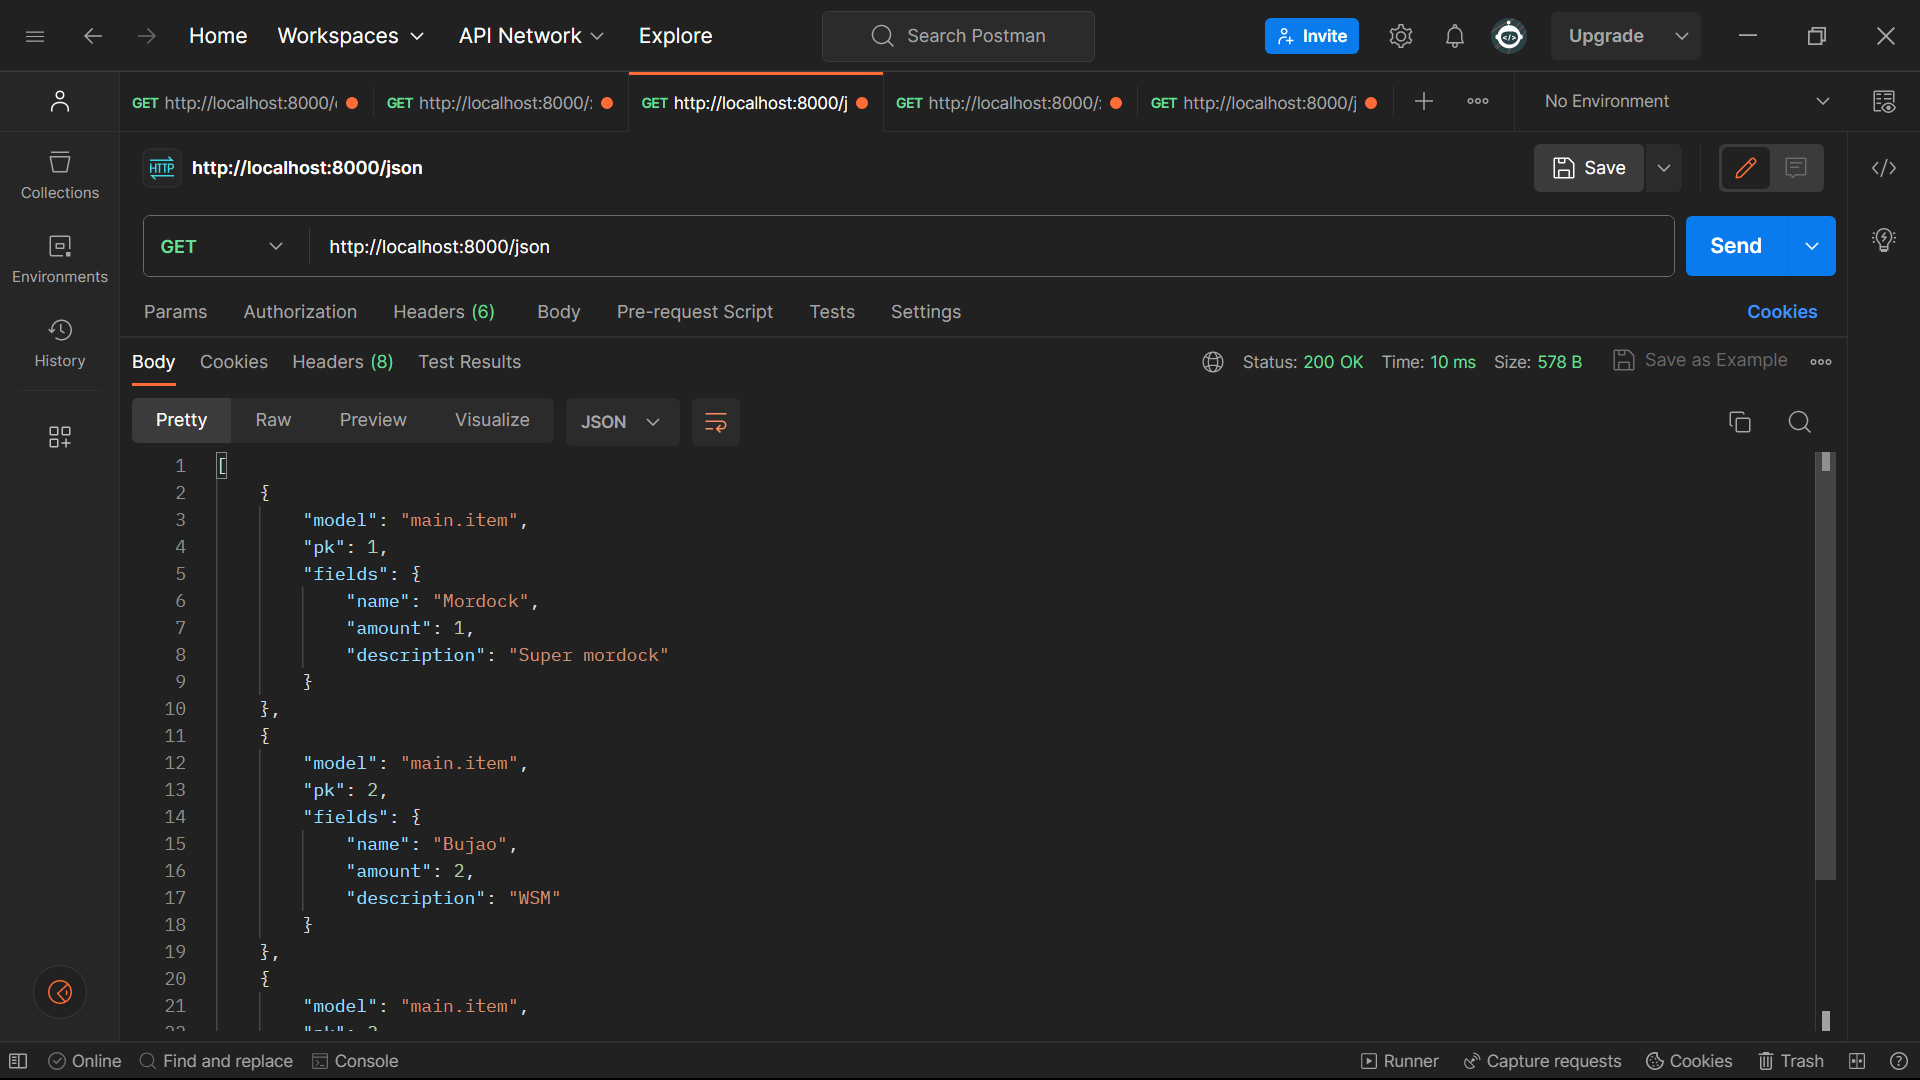 Home Workspaces API Network Explore Search Postman Invite Upgrade
GET http://localhost:8000/ GET http://localhost:8000/ GET http://localhost:8000/j GET http://localhost:8000/ GET http://localhost:8000/j No Environment
HTTP http://localhost:8000/json Save
Collections
GET http://localhost:8000/json Send
Environments
Params Authorization Headers (6) Body Pre-request Script Tests Settings Cookies
History
Body Cookies Headers (8) Test Results Status: 200 OK Time: 10 ms Size: 578 B Save as Example
Pretty Raw Preview Visualize JSON
1 [
2 {
3 "model": "main.item",
4 "pk": 1,
5 "fields": {
6 "name": "Mordock",
7 "amount": 1,
8 "description": "Super mordock"
9 }
10 },
11 {
12 "model": "main.item",
13 "pk": 2,
14 "fields": {
15 "name": "Bujao",
16 "amount": 2,
17 "description": "WSM"
18 }
19 },
20 {
21 "model": "main.item",
Online Find and replace Console Runner Capture requests Cookies Trash